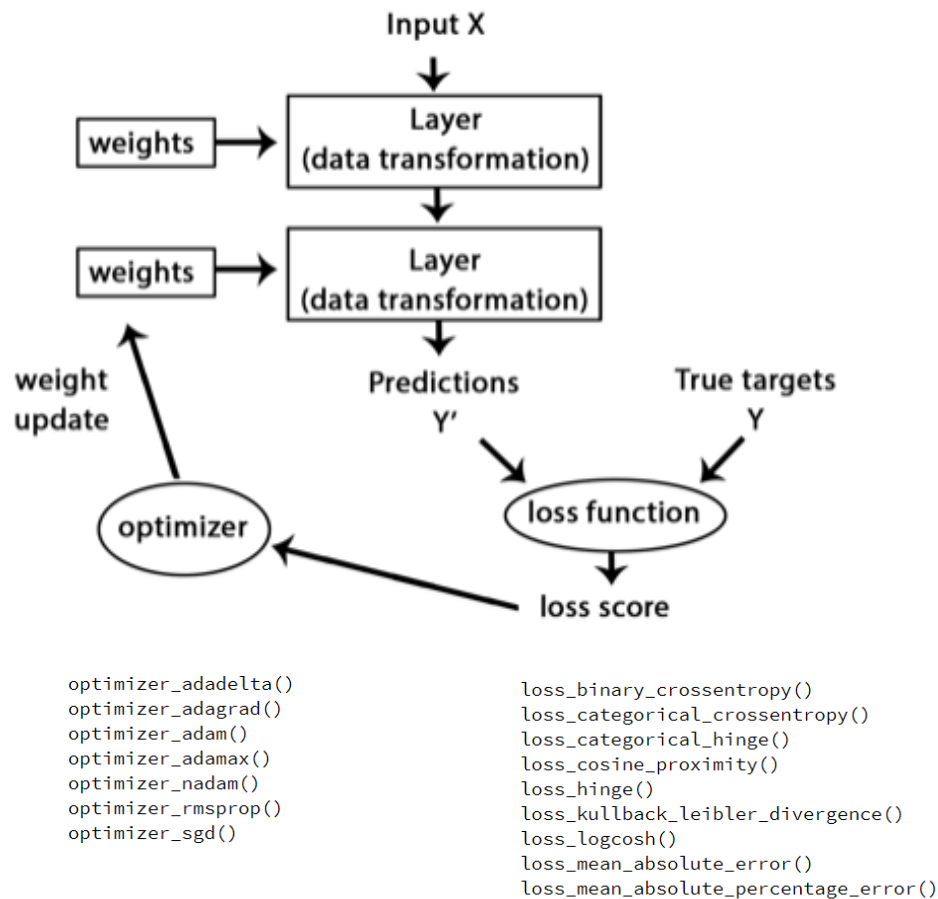 Input X
Layer
(data transformation)
weights
Layer
(data transformation)
weights
weight
update
Predictions
Y'
True targets
Y
loss function
optimizer
loss score
optimizer_adadelta()
optimizer_adagrad()
optimizer_adam()
optimizer_adamax()
optimizer_nadam()
optimizer_rmsprop()
optimizer_sgd()
loss_binary_crossentropy()
loss_categorical_crossentropy()
loss_categorical_hinge()
loss_cosine_proximity()
loss_hinge()
loss_kullback_leibler_divergence()
loss_logcosh()
loss_mean_absolute_error()
loss_mean_absolute_percentage_error()